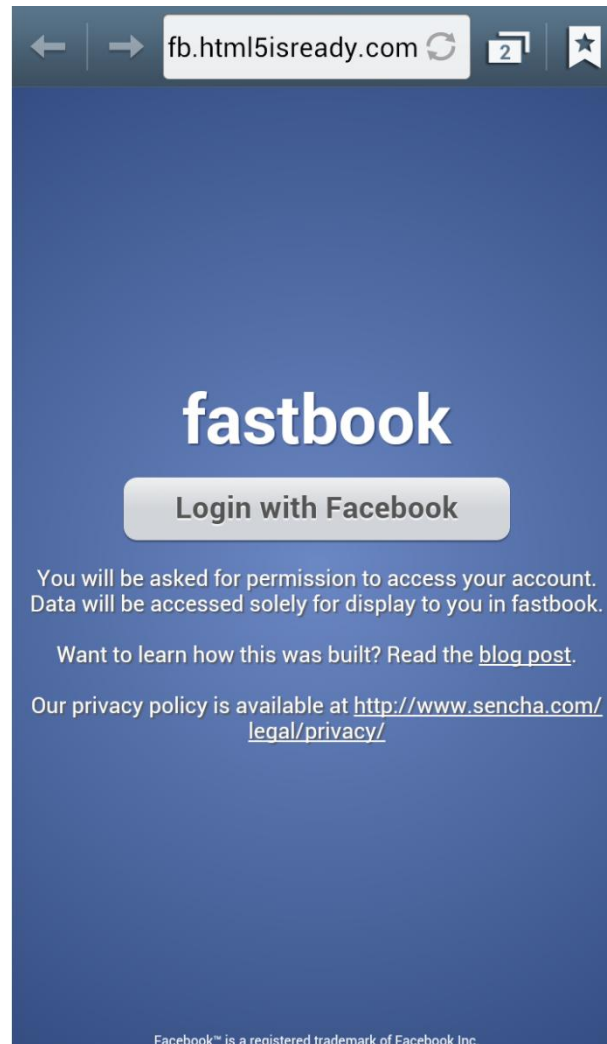 fb.html5isready.com
2
fastbook
Login with Facebook
You will be asked for permission to access your account.
Data will be accessed solely for display to you in fastbook.
Want to learn how this was built? Read the blog post.
Our privacy policy is available at http://www.sencha.com/
legal/privacy/
Facebook™ is a registered trademark of Facebook Inc.